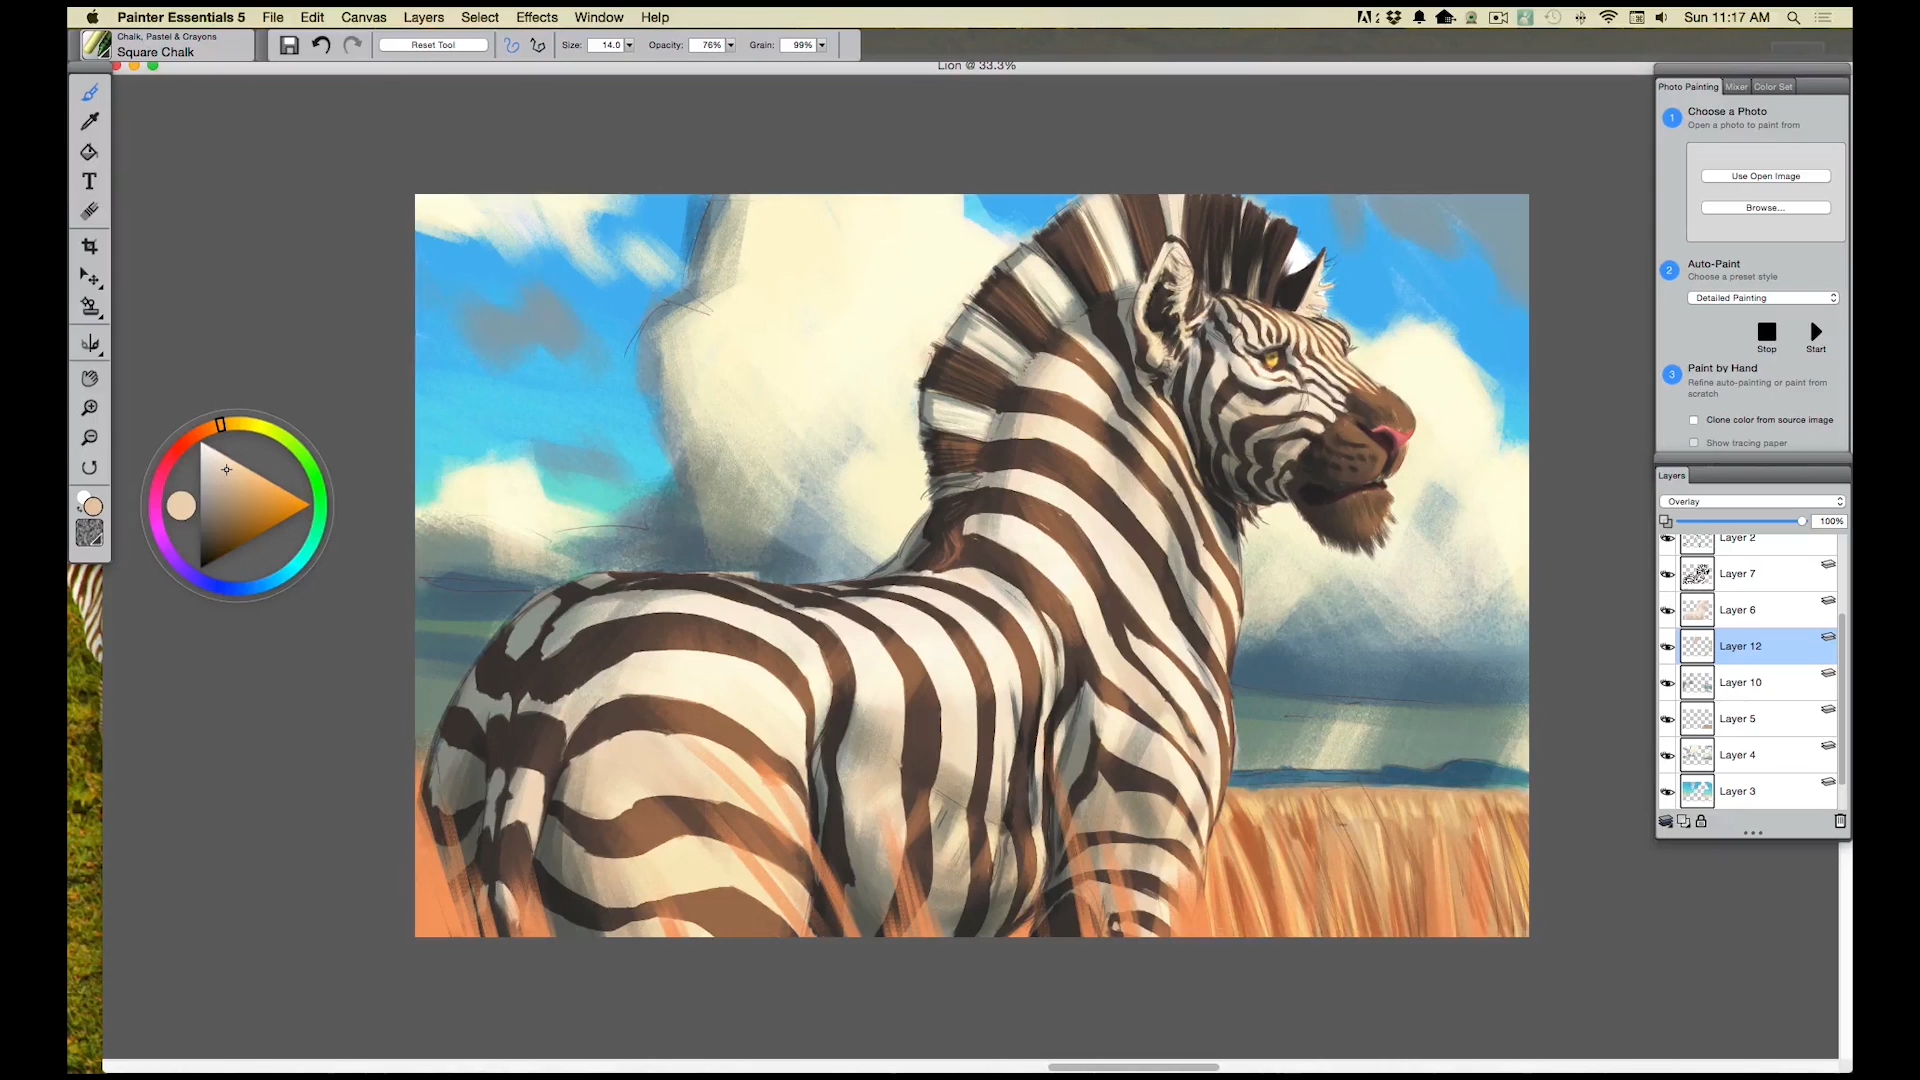 Painter Essentials 5 File Edit Canvas Layers Select Effects Window Help Sun 11:17 AM
Chalk, Pastel & Crayons
Square Chalk
Reset Tool Size: 14.0 Opacity: 76% Grain: 99%
Lion @ 33.3%
Photo Painting Mixer Color Set
1 Choose a Photo
Open a photo to paint from
Use Open Image
Browse...
2 Auto-Paint
Choose a preset style
Detailed Painting
Stop Start
3 Paint by Hand
Refine auto-painting or paint from
scratch
Clone color from source image
Show tracing paper
Layers
Overlay
100%
Layer 2
Layer 7
Layer 6
Layer 12
Layer 10
Layer 5
Layer 4
Layer 3